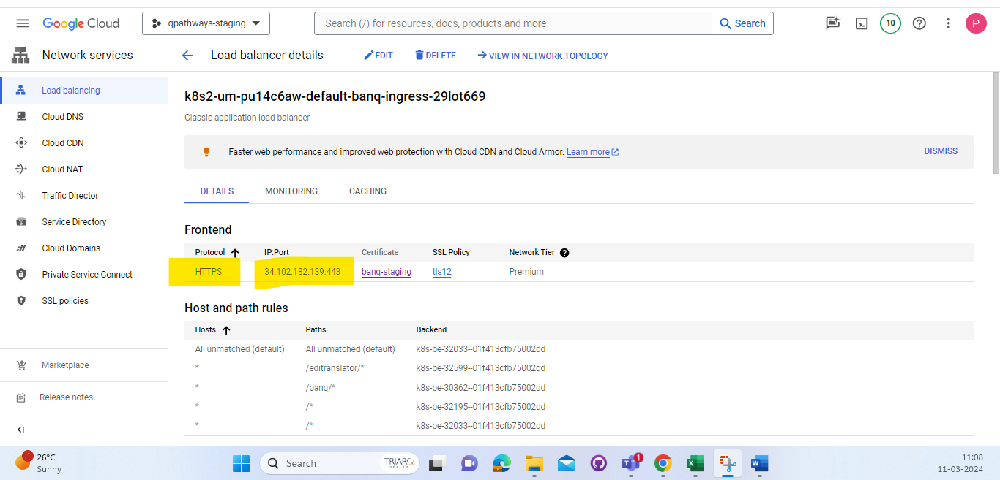 Google Cloud
qpathways-staging
Search (/) for resources, docs, products and more
Search
10
P
Network services
Load balancer details
EDIT
DELETE
VIEW IN NETWORK TOPOLOGY
Load balancing
Cloud DNS
Cloud CDN
Cloud NAT
Traffic Director
Service Directory
Cloud Domains
Private Service Connect
SSL policies
Marketplace
Release notes
k8s2-um-pu14c6aw-default-banq-ingress-29lot669
Classic application load balancer
Faster web performance and improved web protection with Cloud CDN and Cloud Armor. Learn more
DISMISS
DETAILS MONITORING CACHING
Frontend
Protocol IP:Port Certificate SSL Policy Network Tier
HTTPS 34.102.182.139:443 banq-staging tls12 Premium
Host and path rules
Hosts Paths Backend
All unmatched (default) All unmatched (default) k8s-be-32033--01f413cfb75002dd
* /editranslator/* k8s-be-32599--01f413cfb75002dd
* /banq/* k8s-be-30362--01f413cfb75002dd
* /* k8s-be-32195--01f413cfb75002dd
* /* k8s-be-32033--01f413cfb75002dd
1
26°C
Sunny
Search
TRIARQ
HEALTH
1
11:08
11-03-2024